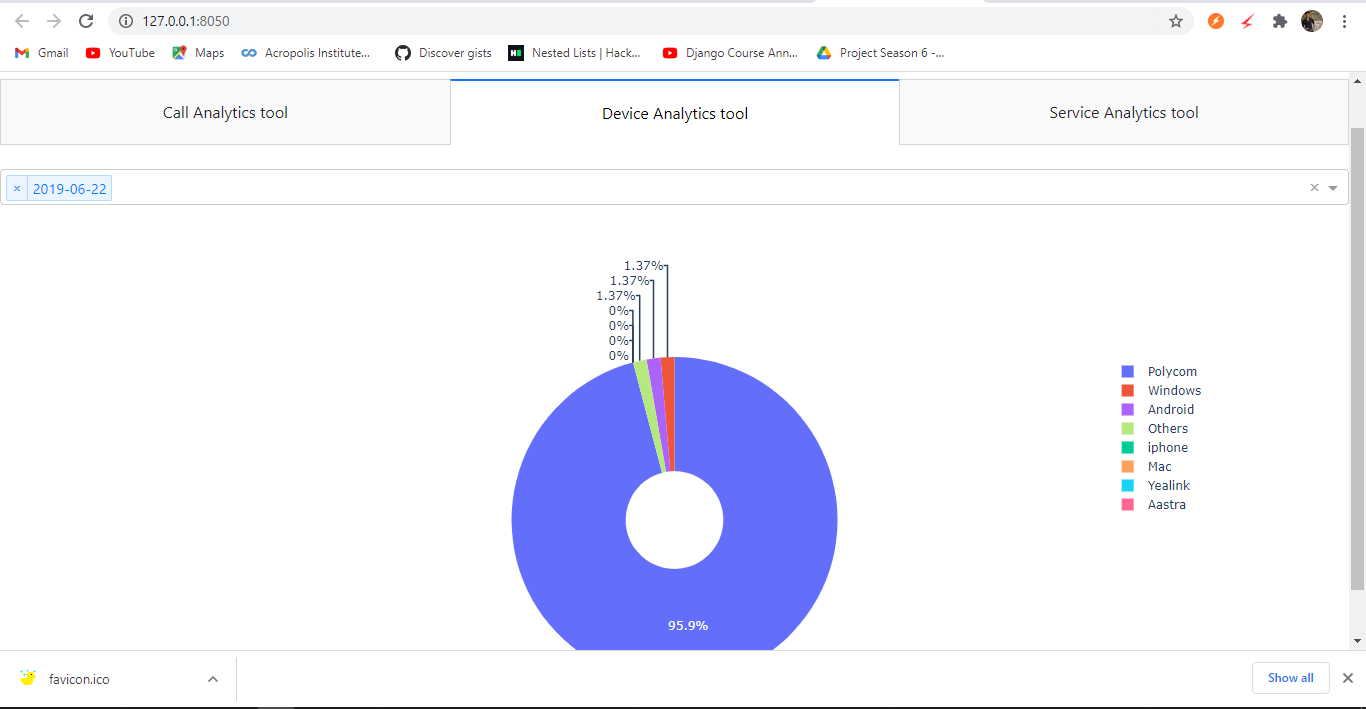 127.0.0.1:8050
Gmail YouTube Maps Acropolis Institute... Discover gists Nested Lists | Hack... Django Course Ann... Project Season 6 -...
Call Analytics tool Device Analytics tool Service Analytics tool
× 2019-06-22 ×
1.37%
1.37%
1.37%
0%
0%
0%
0%
95.9%
Polycom
Windows
Android
Others
iphone
Mac
Yealink
Aastra
favicon.ico Show all